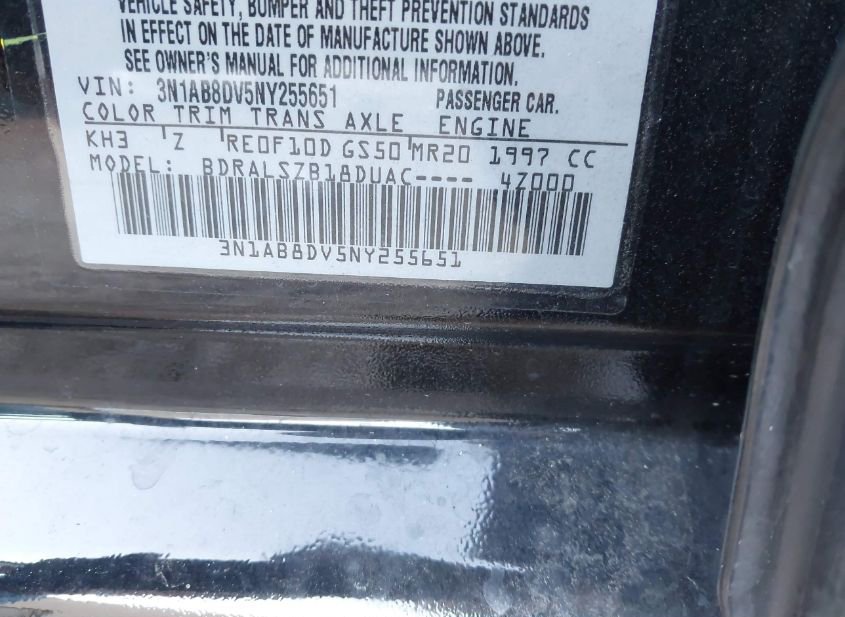 VEHICLE SAFETY, BUMPER AND THEFT PREVENTION STANDARDS
IN EFFECT ON THE DATE OF MANUFACTURE SHOWN ABOVE.
SEE OWNER'S MANUAL FOR ADDITIONAL INFORMATION.
VIN: 3N1AB8DV5NY255651 PASSENGER CAR.
COLOR TRIM TRANS AXLE ENGINE
KH3 Z RE0F10D GS50 MR20 1997 CC
MODEL: BDRALSZB18DUAC---- 4Z000
3N1AB8DV5NY255651